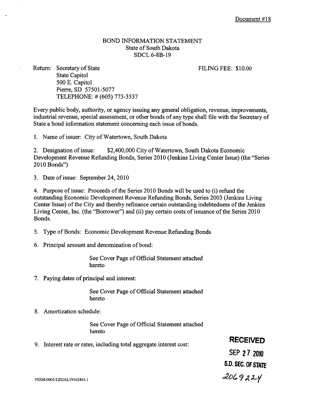 Document #18
BOND INFORMATION STATEMENT
State of South Dakota
SDCL 6-8B-19
Return: Secretary of State FILING FEE: $10.00
State Capitol
500 E. Capitol
Pierre, SD 57501-5077
TELEPHONE: # (605) 773-3537
Every public body, authority, or agency issuing any general obligation, revenue, improvements,
industrial revenue, special assessment, or other bonds of any type shall file with the Secretary of
State a bond information statement concerning each issue of bonds.
1. Name of issuer: City of Watertown, South Dakota
2. Designation of issue: $2,400,000 City of Watertown, South Dakota Economic
Development Revenue Refunding Bonds, Series 2010 (Jenkins Living Center Issue) (the "Series
2010 Bonds")
3. Date of issue: September 24, 2010
4. Purpose of issue: Proceeds of the Series 2010 Bonds will be used to (i) refund the
outstanding Economic Development Revenue Refunding Bonds, Series 2003 (Jenkins Living
Center Issue) of the City and thereby refinance certain outstanding indebtedness of the Jenkins
Living Center, Inc. (the "Borrower") and (ii) pay certain costs of issuance of the Series 2010
Bonds.
5. Type of Bonds: Economic Development Revenue Refunding Bonds
6. Principal amount and denomination of bond:
See Cover Page of Official Statement attached
hereto
7. Paying dates of principal and interest:
See Cover Page of Official Statement attached
hereto
8. Amortization schedule:
See Cover Page of Official Statement attached
hereto
9. Interest rate or rates, including total aggregate interest cost:
RECEIVED
SEP 27 2010
S.D. SEC. OF STATE
2069224